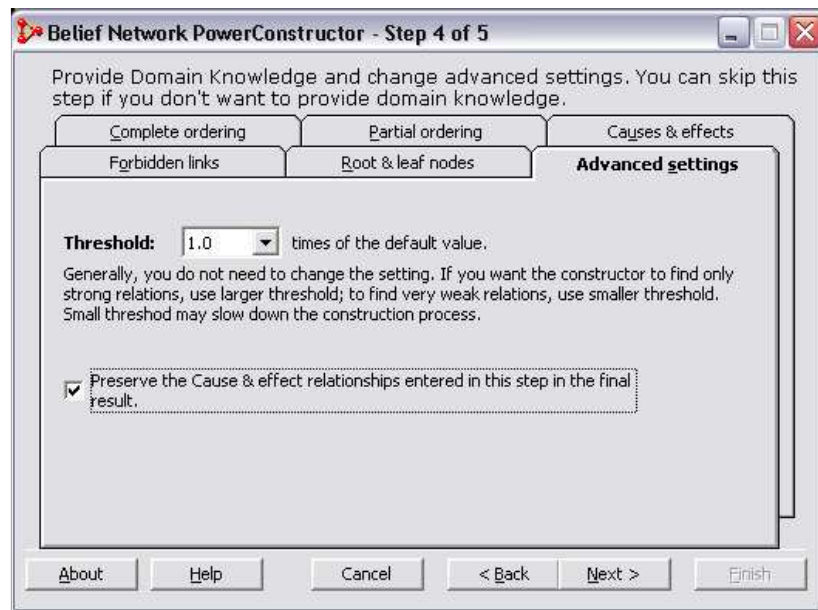 Belief Network PowerConstructor - Step 4 of 5
Provide Domain Knowledge and change advanced settings. You can skip this
step if you don't want to provide domain knowledge.
Complete ordering
Partial ordering
Causes & effects
Forbidden links
Root & leaf nodes
Advanced settings
Threshold: 1.0 times of the default value.
Generally, you do not need to change the setting. If you want the constructor to find only
strong relations, use larger threshold; to find very weak relations, use smaller threshold.
Small threshod may slow down the construction process.
Preserve the Cause & effect relationships entered in this step in the final
result.
About
Help
Cancel
< Back
Next >
Finish